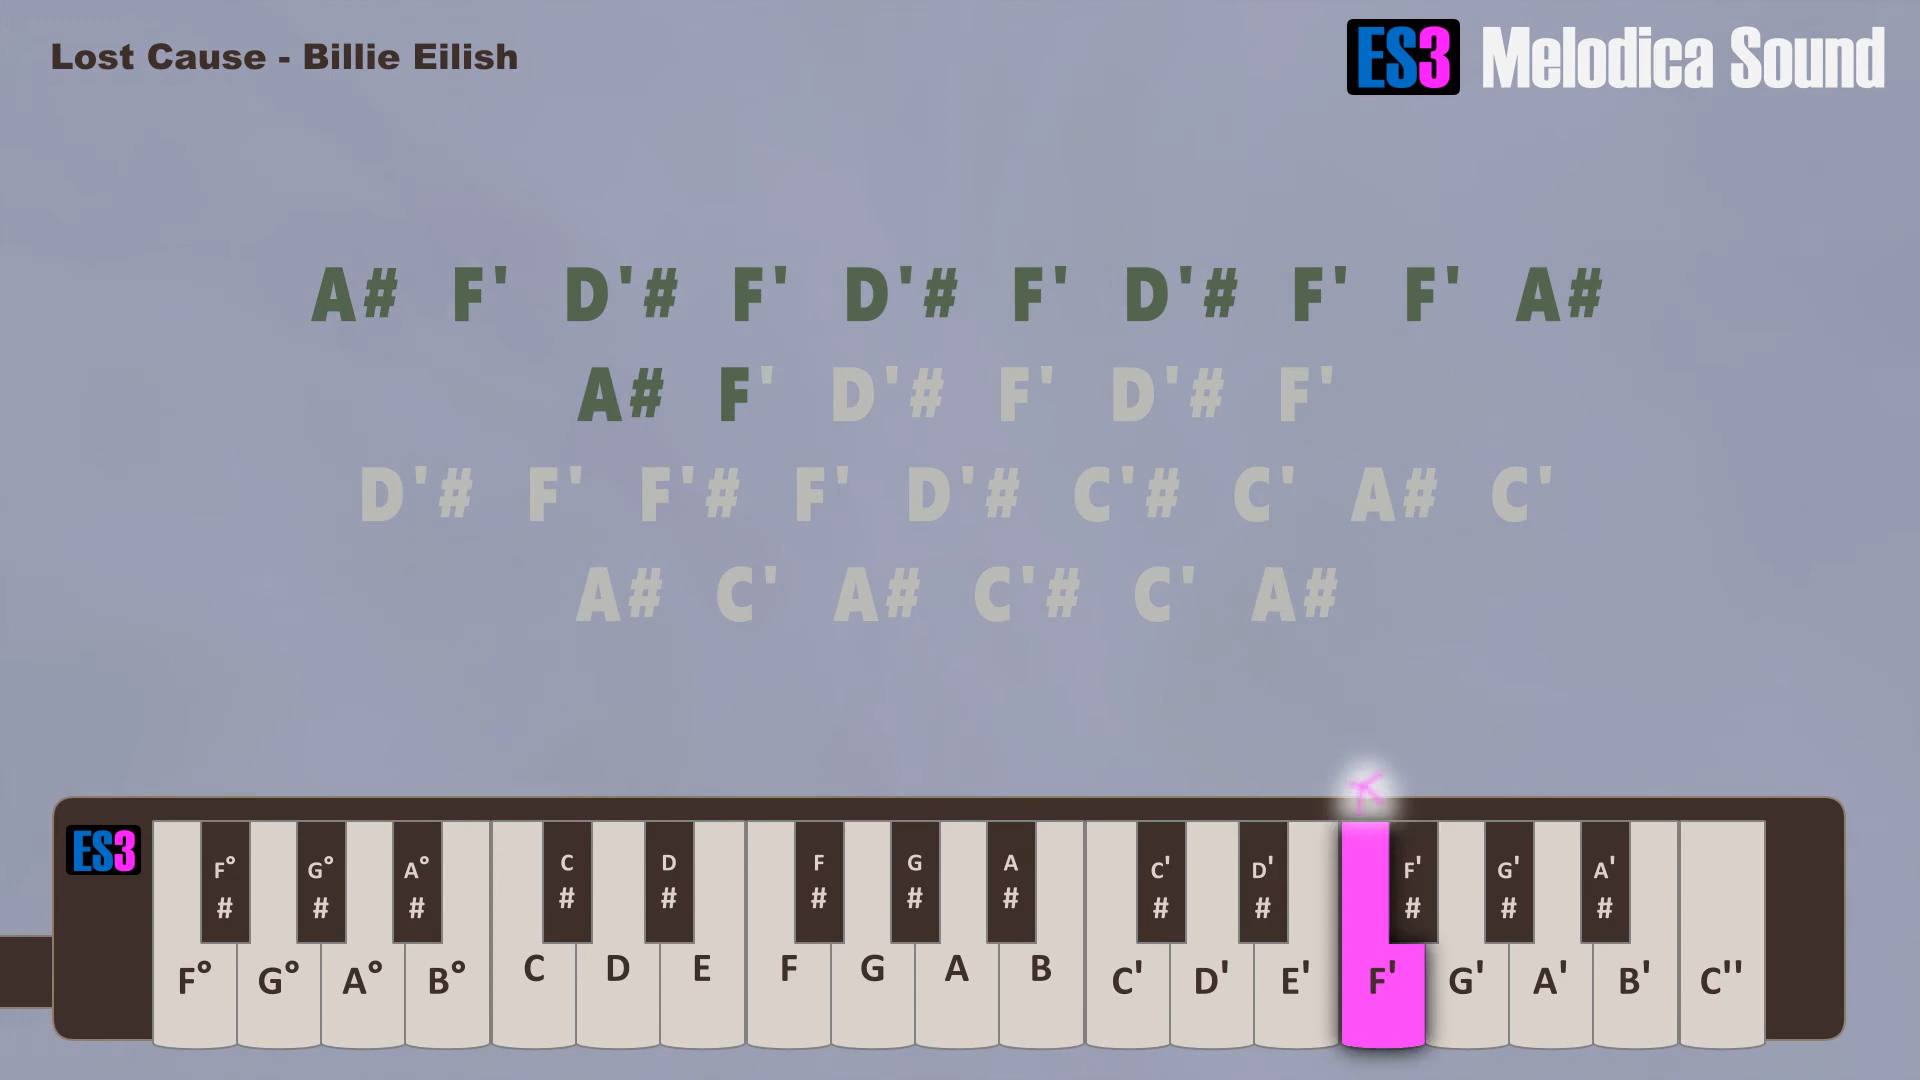 Lost Cause - Billie Eilish
ES3 Melodica Sound
A# F' D'# F' D'# F' D'# F' F' A#
A# F' D'# F' D'# F'
D'# F' F'# F' D'# C'# C' A# C'
A# C' A# C'# C' A#
ES3
F°# G°# A°# C# D# F# G# A# C'# D'# F'# G'# A'#
F° G° A° B° C D E F G A B C' D' E' F' G' A' B' C''